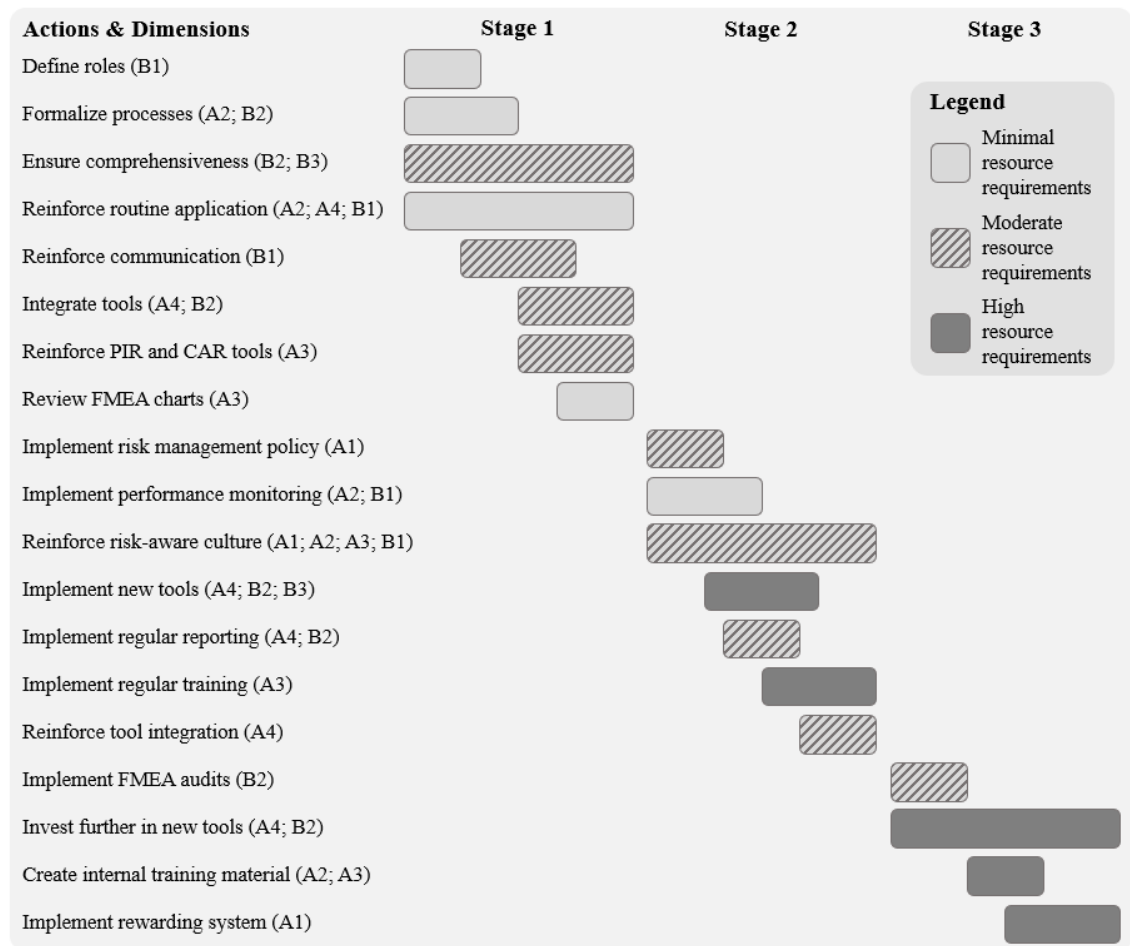 Actions & Dimensions Stage 1 Stage 2 Stage 3
Define roles (B1)
Formalize processes (A2; B2)
Ensure comprehensiveness (B2; B3)
Reinforce routine application (A2; A4; B1)
Reinforce communication (B1)
Integrate tools (A4; B2)
Reinforce PIR and CAR tools (A3)
Review FMEA charts (A3)
Implement risk management policy (A1)
Implement performance monitoring (A2; B1)
Reinforce risk-aware culture (A1; A2; A3; B1)
Implement new tools (A4; B2; B3)
Implement regular reporting (A4; B2)
Implement regular training (A3)
Reinforce tool integration (A4)
Implement FMEA audits (B2)
Invest further in new tools (A4; B2)
Create internal training material (A2; A3)
Implement rewarding system (A1)
Legend
Minimal
resource
requirements
Moderate
resource
requirements
High
resource
requirements